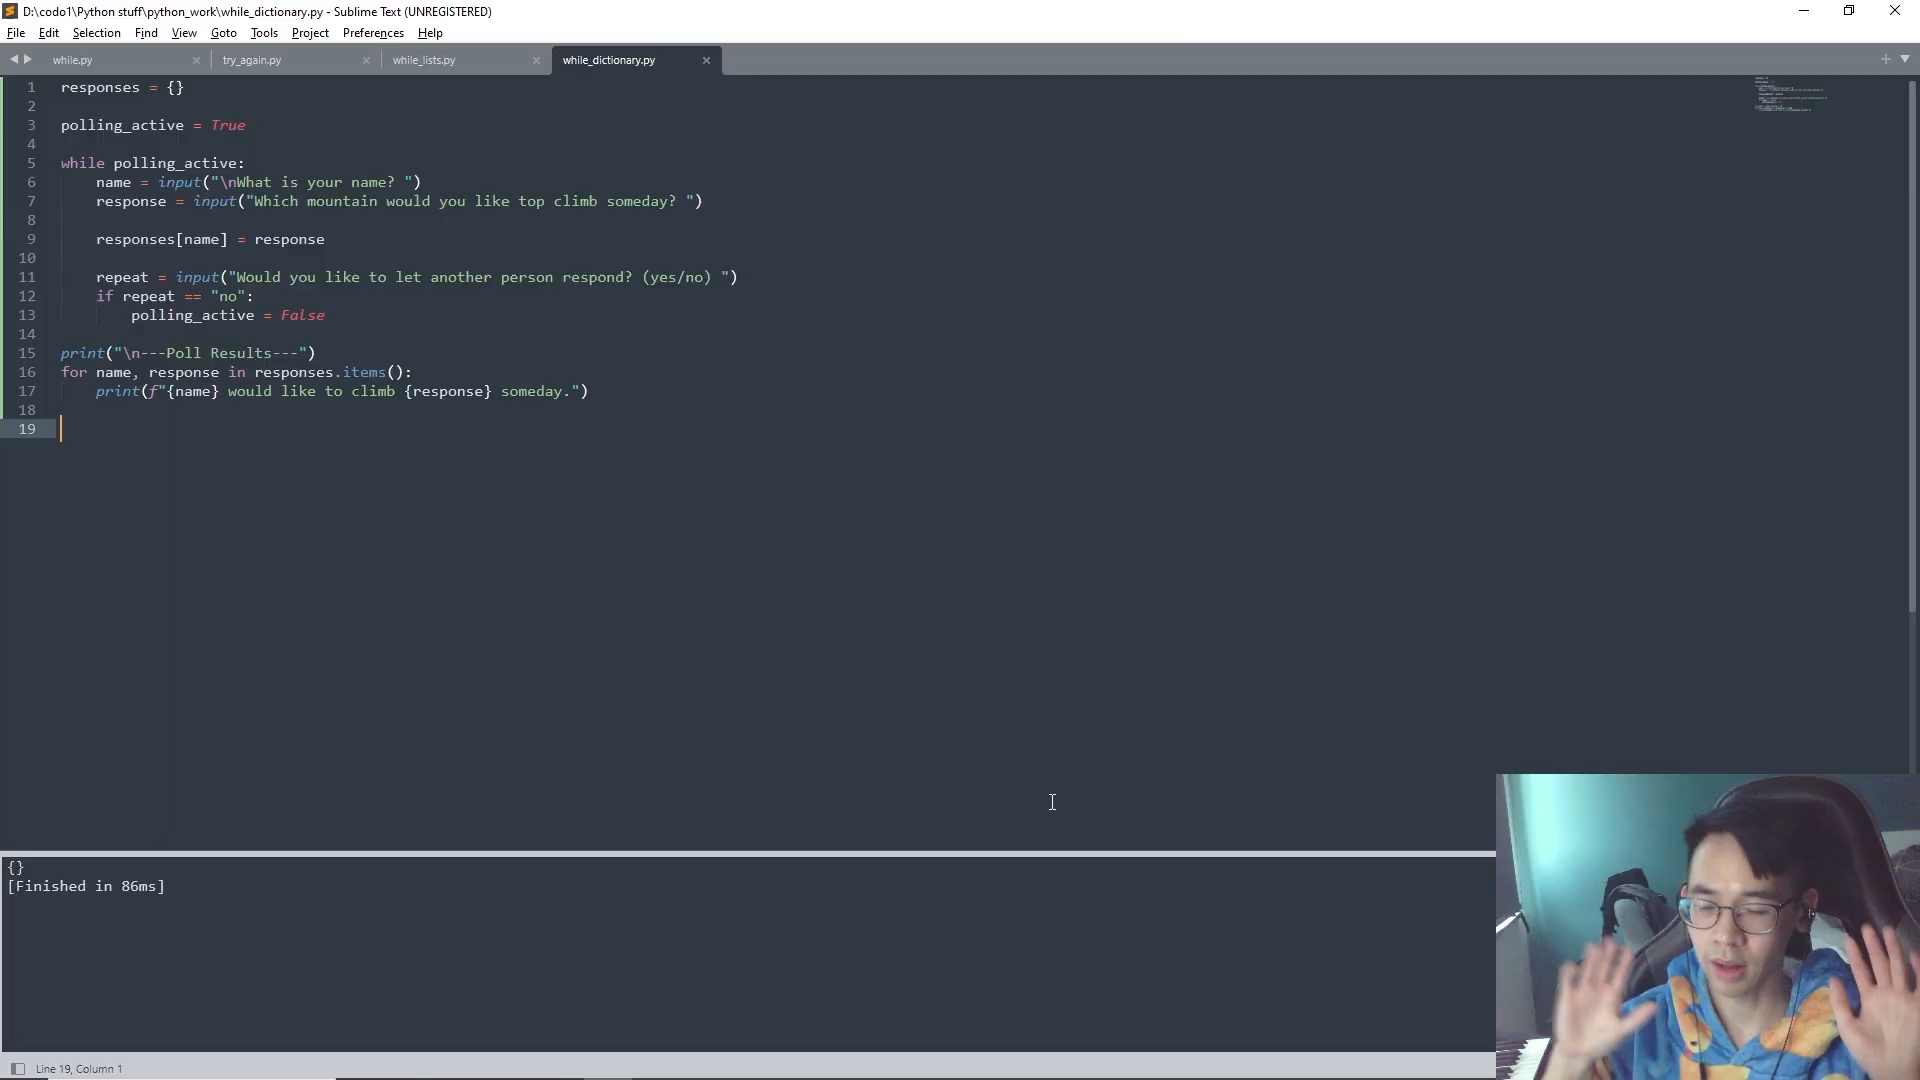 D:\codo1\Python stuff\python_work\while_dictionary.py - Sublime Text (UNREGISTERED)
File Edit Selection Find View Goto Tools Project Preferences Help
while.py try_again.py while_lists.py while_dictionary.py
1 responses = {}
2
3 polling_active = True
4
5 while polling_active:
6     name = input("\nWhat is your name? ")
7     response = input("Which mountain would you like top climb someday? ")
8
9     responses[name] = response
10
11     repeat = input("Would you like to let another person respond? (yes/no) ")
12     if repeat == "no":
13         polling_active = False
14
15 print("\n---Poll Results---")
16 for name, response in responses.items():
17     print(f"{name} would like to climb {response} someday.")
18
19
{}
[Finished in 86ms]
Line 19, Column 1